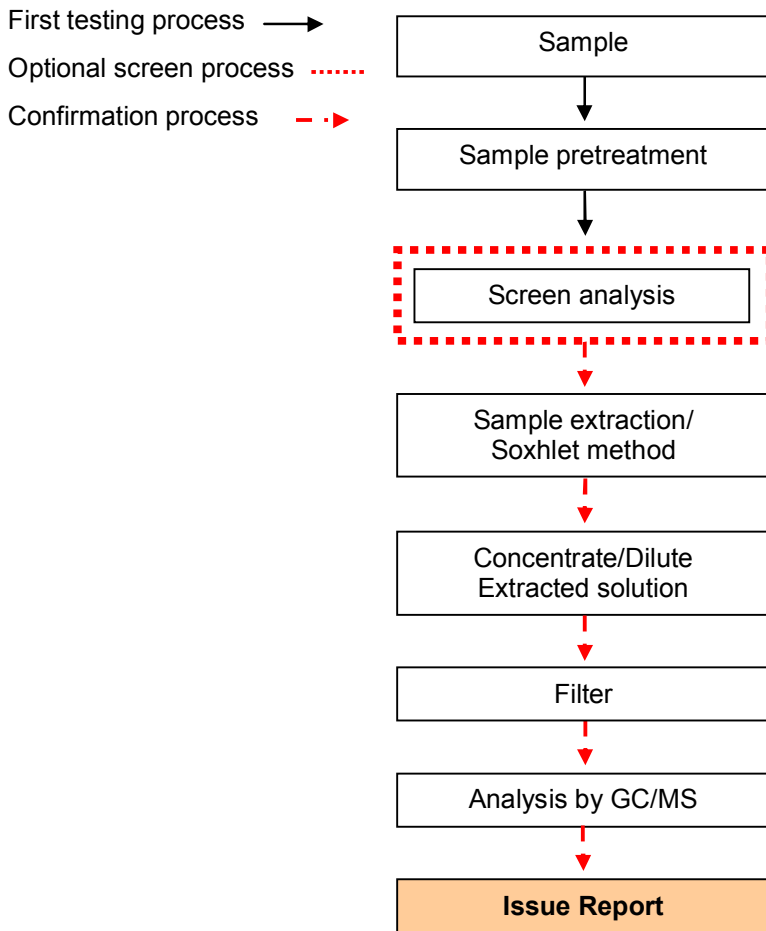 First testing process
Optional screen process
Confirmation process
Sample
Sample pretreatment
Screen analysis
Sample extraction/
Soxhlet method
Concentrate/Dilute
Extracted solution
Filter
Analysis by GC/MS
Issue Report